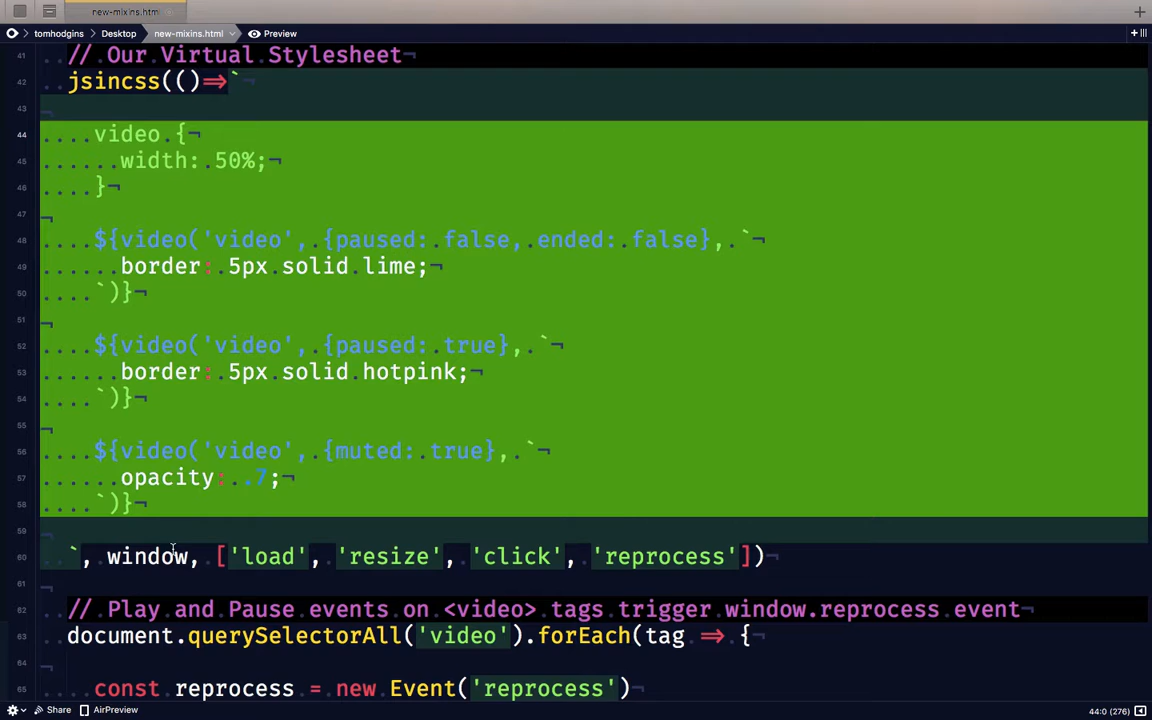 new-mixins.html
tomhodgins Desktop new-mixins.html Preview
41 // Our Virtual Stylesheet
42 jsincss(()=>`
43
44 video {
45 width: 50%;
46 }
47
48 ${video('video', {paused: false, ended: false}, `
49 border: 5px solid lime;
50 `)}
51
52 ${video('video', {paused: true}, `
53 border: 5px solid hotpink;
54 `)}
55
56 ${video('video', {muted: true}, `
57 opacity: .7;
58 `)}
59
60 `, window, ['load', 'resize', 'click', 'reprocess'])
61
62 // Play and Pause events on <video> tags trigger window.reprocess event
63 document.querySelectorAll('video').forEach(tag => {
64
65 const reprocess = new Event('reprocess')
Share AirPreview 44:0 (276)